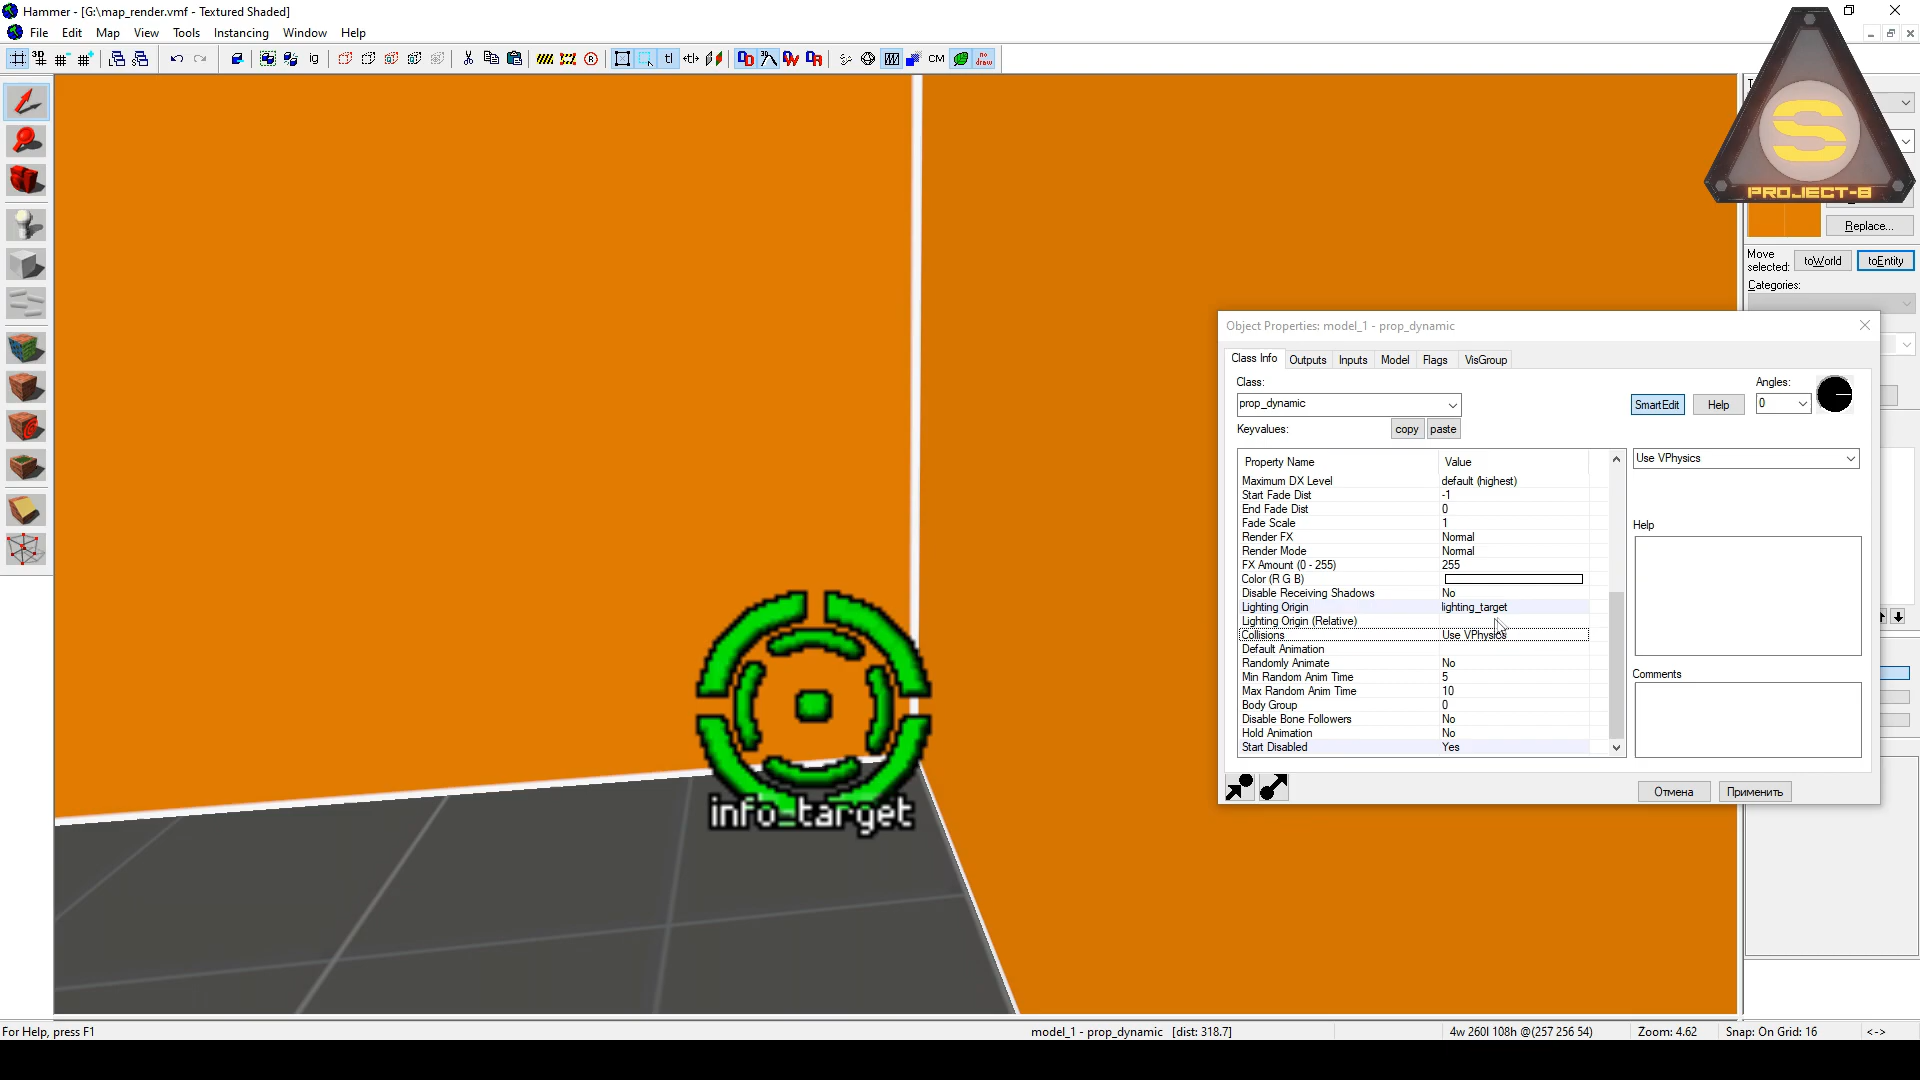 Hammer - [G:\map_render.vmf - Textured Shaded]
File Edit Map View Tools Instancing Window Help
ig tl CM no draw
S
PROJECT-8
Replace...
Move selected: toWorld toEntity
Categories:
Object Properties: model_1 - prop_dynamic
Class Info Outputs Inputs Model Flags VisGroup
Class:
prop_dynamic
SmartEdit Help
Angles:
0
Keyvalues: copy paste
Property Name Value
Use VPhysics
Maximum DX Level default (highest)
Start Fade Dist -1
End Fade Dist 0
Fade Scale 1
Render FX Normal
Render Mode Normal
FX Amount (0 - 255) 255
Color (R G B)
Disable Receiving Shadows No
Lighting Origin lighting_target
Lighting Origin (Relative)
Collisions Use VPhysics
Default Animation
Randomly Animate No
Min Random Anim Time 5
Max Random Anim Time 10
Body Group 0
Disable Bone Followers No
Hold Animation No
Start Disabled Yes
Help
Comments
Отмена Применить
info_target
For Help, press F1
model_1 - prop_dynamic [dist: 318.7]
4w 260l 108h @(257 256 54)
Zoom: 4.62
Snap: On Grid: 16
<->